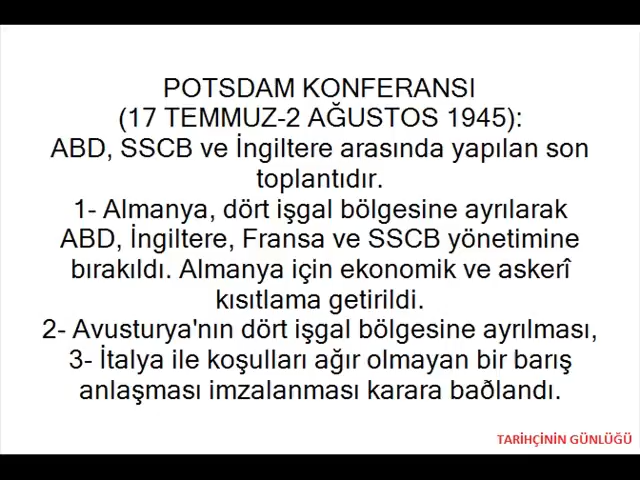 POTSDAM KONFERANSI
(17 TEMMUZ-2 AĞUSTOS 1945):
ABD, SSCB ve İngiltere arasında yapılan son
toplantıdır.
1- Almanya, dört işgal bölgesine ayrılarak
ABD, İngiltere, Fransa ve SSCB yönetimine
bırakıldı. Almanya için ekonomik ve askerî
kısıtlama getirildi.
2- Avusturya'nın dört işgal bölgesine ayrılması,
3- İtalya ile koşulları ağır olmayan bir barış
anlaşması imzalanması karara baðlandı.
TARİHÇİNİN GÜNLÜĞÜ